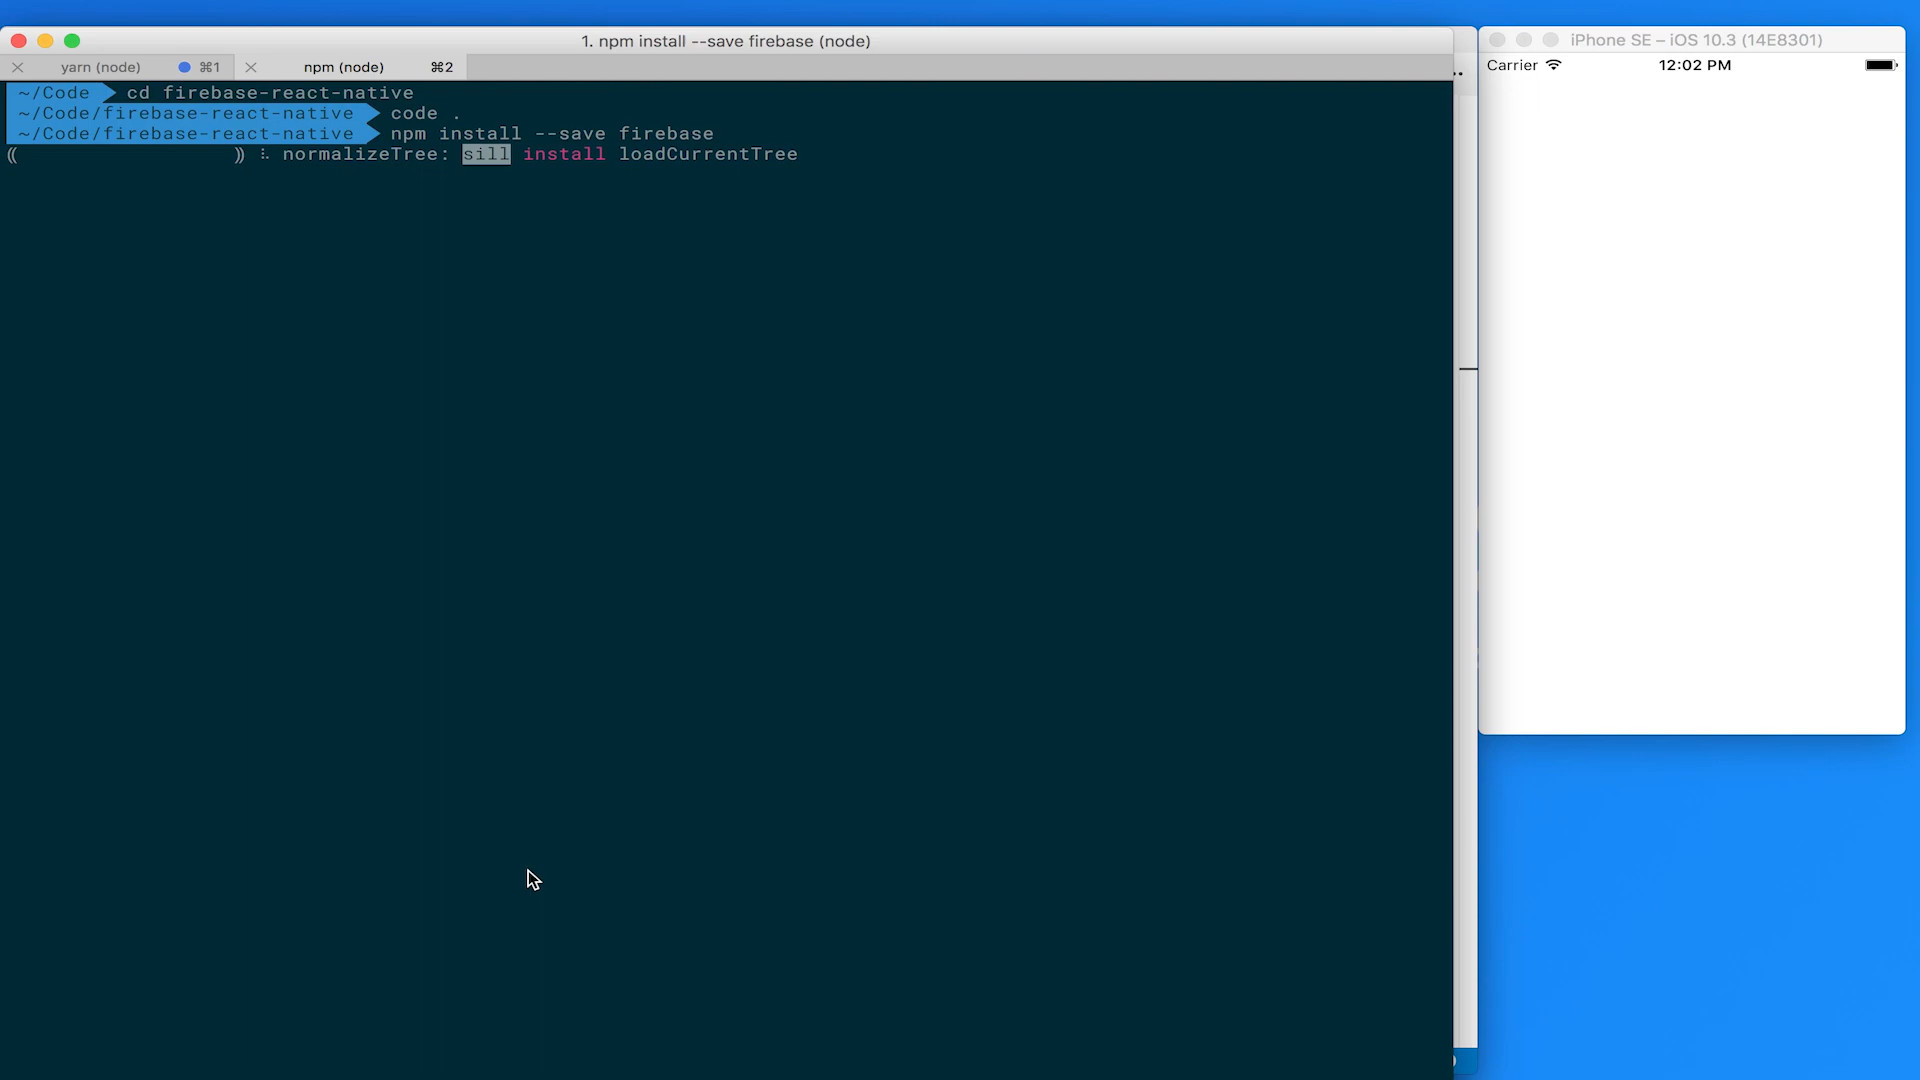 1. npm install --save firebase (node)
yarn (node) ⌘1
npm (node) ⌘2
~/Code cd firebase-react-native
~/Code/firebase-react-native code .
~/Code/firebase-react-native npm install --save firebase
(( )) ⠧ normalizeTree: sill install loadCurrentTree
iPhone SE – iOS 10.3 (14E8301)
Carrier 12:02 PM